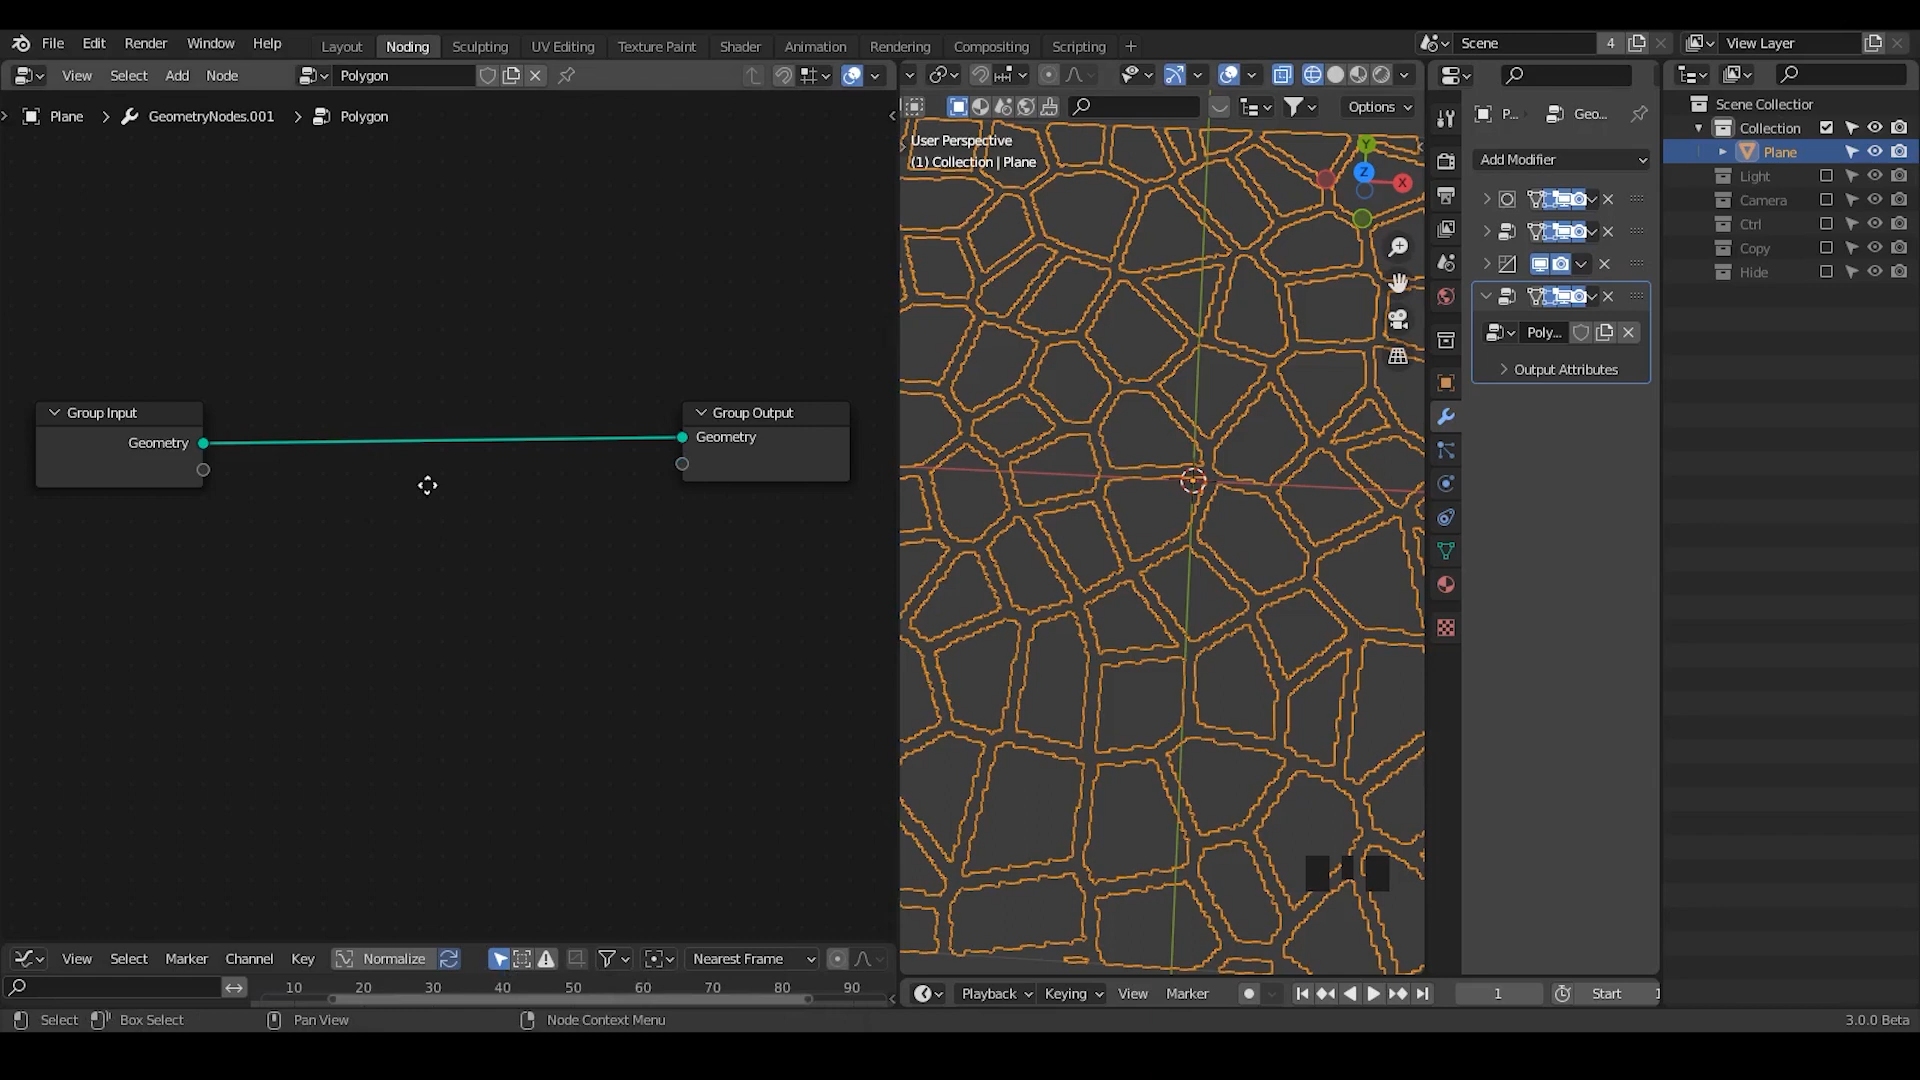 File Edit Render Window Help Layout Noding Sculpting UV Editing Texture Paint Shader Animation Rendering Compositing Scripting + Scene 4 View Layer
View Select Add Node Polygon
Plane > GeometryNodes.001 > Polygon
Options
User Perspective
(1) Collection | Plane
Y
Z
X
P... Geo...
Add Modifier
Poly...
Output Attributes
Scene Collection
Collection
Plane
Light
Camera
Ctrl
Copy
Hide
Group Input
Geometry
Group Output
Geometry
View Select Marker Channel Key Normalize Nearest Frame
10 20 30 40 50 60 70 80 90
Playback Keying View Marker 1 Start 1
Select Box Select Pan View Node Context Menu 3.0.0 Beta